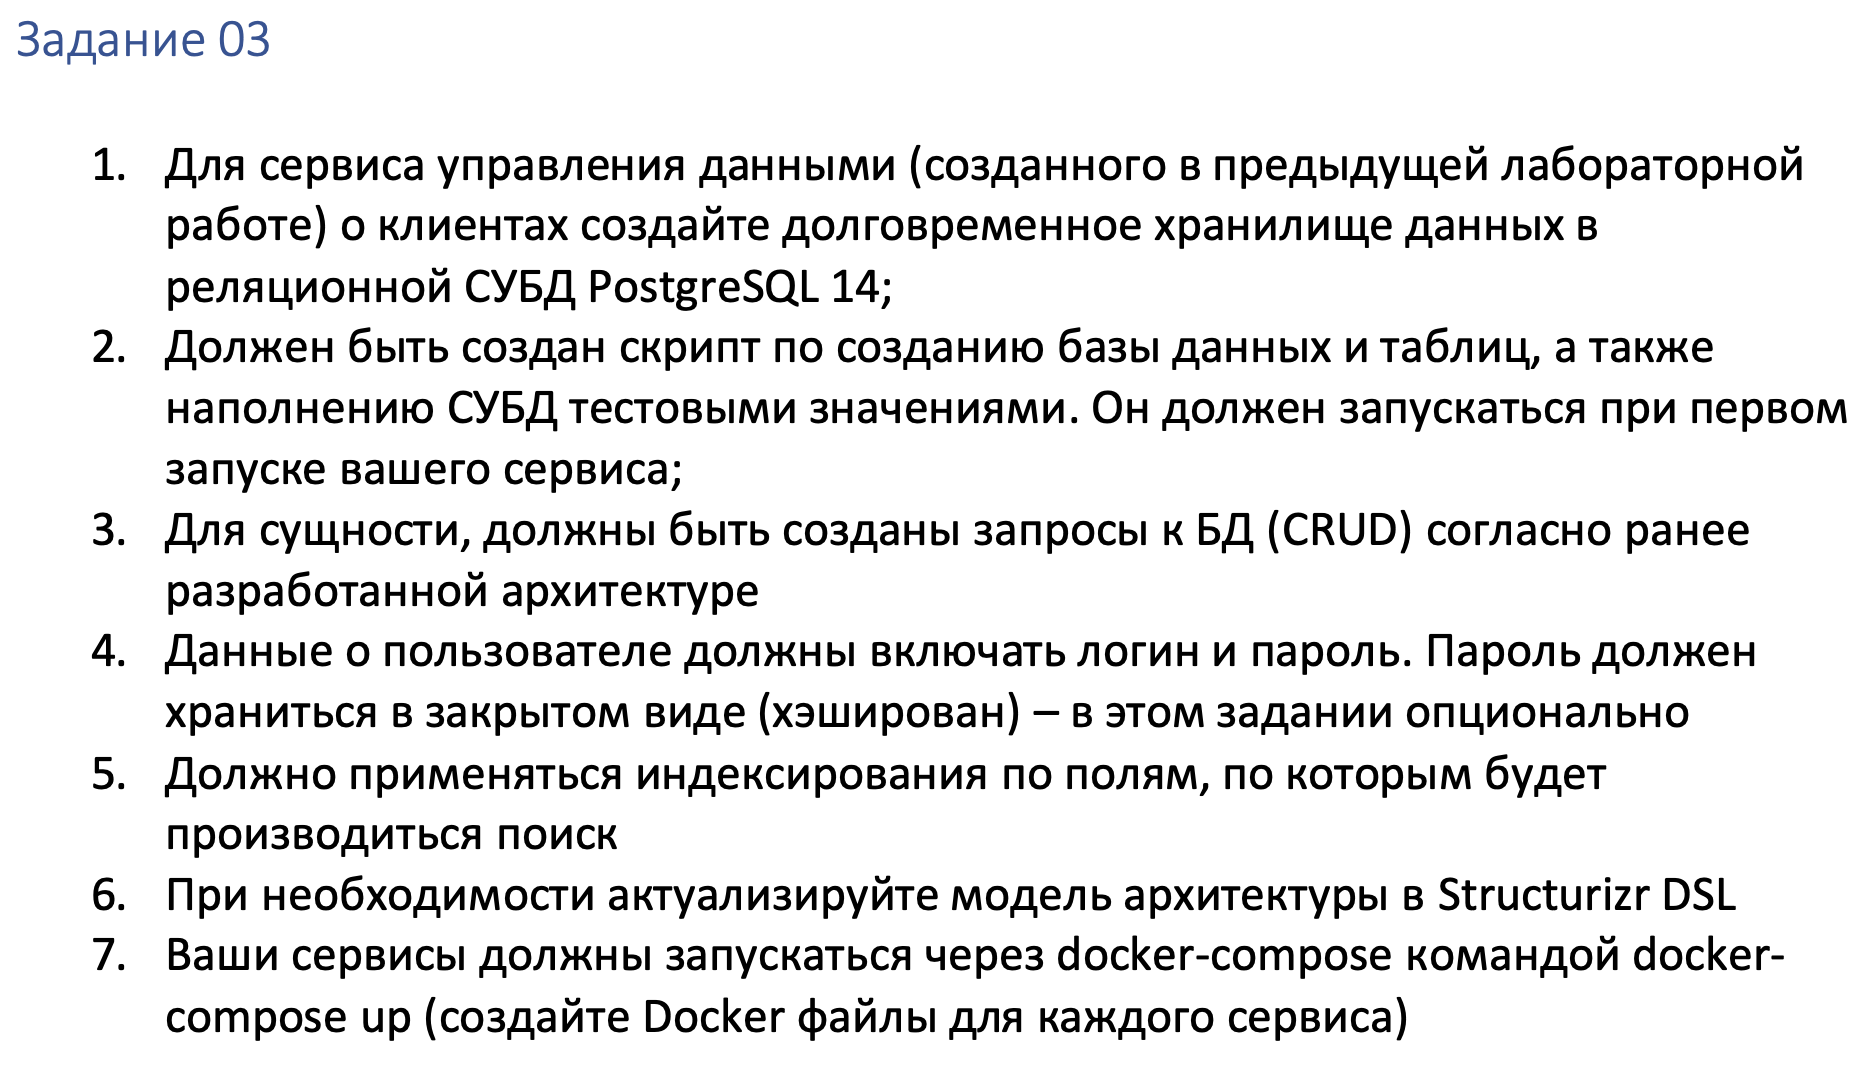 Задание 03
1. Для сервиса управления данными (созданного в предыдущей лабораторной
работе) о клиентах создайте долговременное хранилище данных в
реляционной СУБД PostgreSQL 14;
2. Должен быть создан скрипт по созданию базы данных и таблиц, а также
наполнению СУБД тестовыми значениями. Он должен запускаться при первом
запуске вашего сервиса;
3. Для сущности, должны быть созданы запросы к БД (CRUD) согласно ранее
разработанной архитектуре
4. Данные о пользователе должны включать логин и пароль. Пароль должен
храниться в закрытом виде (хэширован) – в этом задании опционально
5. Должно применяться индексирования по полям, по которым будет
производиться поиск
6. При необходимости актуализируйте модель архитектуры в Structurizr DSL
7. Ваши сервисы должны запускаться через docker-compose командой docker-
compose up (создайте Docker файлы для каждого сервиса)